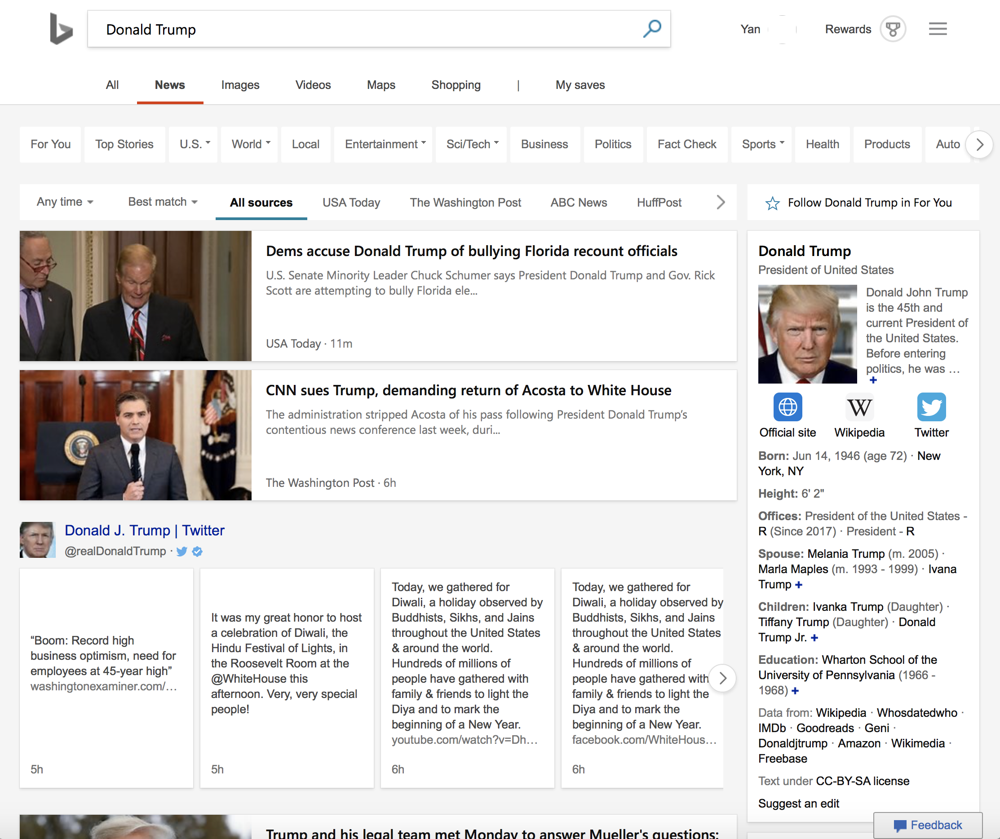 Donald Trump
Yan
Rewards
All
News
Images
Videos
Maps
Shopping
|
My saves
For You
Top Stories
U.S.
World
Local
Entertainment
Sci/Tech
Business
Politics
Fact Check
Sports
Health
Products
Auto
Any time
Best match
All sources
USA Today
The Washington Post
ABC News
HuffPost
Dems accuse Donald Trump of bullying Florida recount officials
U.S. Senate Minority Leader Chuck Schumer says President Donald Trump and Gov. Rick
Scott are attempting to bully Florida ele...
USA Today · 11m
CNN sues Trump, demanding return of Acosta to White House
The administration stripped Acosta of his pass following President Donald Trump’s
contentious news conference last week, duri...
The Washington Post · 6h
Donald J. Trump | Twitter
@realDonaldTrump ·
“Boom: Record high
business optimism, need for
employees at 45-year high”
washingtonexaminer.com/…
5h
It was my great honor to host
a celebration of Diwali, the
Hindu Festival of Lights, in
the Roosevelt Room at the
@WhiteHouse this
afternoon. Very, very special
people!
5h
Today, we gathered for
Diwali, a holiday observed by
Buddhists, Sikhs, and Jains
throughout the United States
& around the world.
Hundreds of millions of
people have gathered with
family & friends to light the
Diya and to mark the
beginning of a New Year.
youtube.com/watch?v=Dh…
6h
Today, we gathered for
Diwali, a holiday observed by
Buddhists, Sikhs, and Jains
throughout the United States
& around the world.
Hundreds of millions of
people have gathered with
family & friends to light the
Diya and to mark the
beginning of a New Year.
facebook.com/WhiteHous…
6h
Trump and his legal team met Monday to answer Mueller's questions:
Follow Donald Trump in For You
Donald Trump
President of United States
Donald John Trump
is the 45th and
current President of
the United States.
Before entering
politics, he was …
+
Official site
W
Wikipedia
Twitter
Born: Jun 14, 1946 (age 72) · New
York, NY
Height: 6' 2"
Offices: President of the United States -
R (Since 2017) · President - R
Spouse: Melania Trump (m. 2005) ·
Marla Maples (m. 1993 - 1999) · Ivana
Trump +
Children: Ivanka Trump (Daughter) ·
Tiffany Trump (Daughter) · Donald
Trump Jr. +
Education: Wharton School of the
University of Pennsylvania (1966 -
1968) +
Data from: Wikipedia · Whosdatedwho ·
IMDb · Goodreads · Geni ·
Donaldjtrump · Amazon · Wikimedia ·
Freebase
Text under CC-BY-SA license
Suggest an edit
Feedback